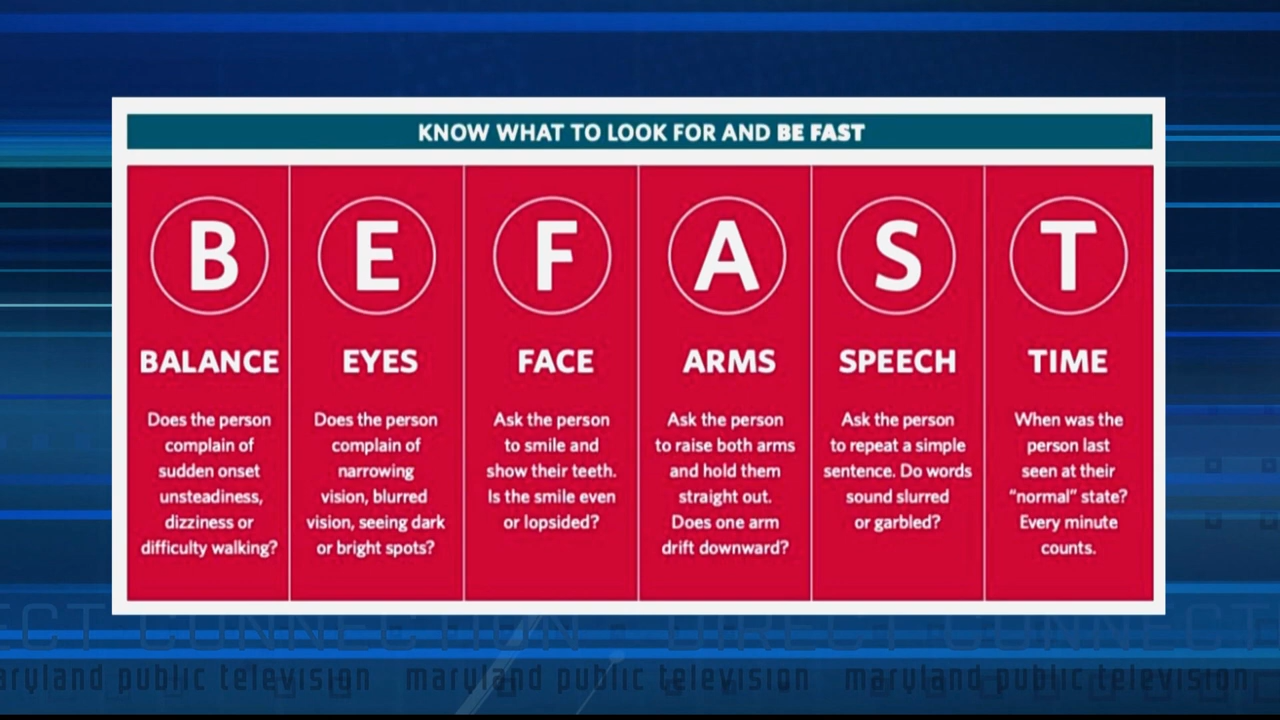 KNOW WHAT TO LOOK FOR AND BE FAST
B
BALANCE
Does the person
complain of
sudden onset
unsteadiness,
dizziness or
difficulty walking?
E
EYES
Does the person
complain of
narrowing
vision, blurred
vision, seeing dark
or bright spots?
F
FACE
Ask the person
to smile and
show their teeth.
Is the smile even
or lopsided?
A
ARMS
Ask the person
to raise both arms
and hold them
straight out.
Does one arm
drift downward?
S
SPEECH
Ask the person
to repeat a simple
sentence. Do words
sound slurred
or garbled?
T
TIME
When was the
person last
seen at their
“normal” state?
Every minute
counts.
ECT CONNECTION · DIRECT CONNECT
aryland public television maryland public television maryland public television